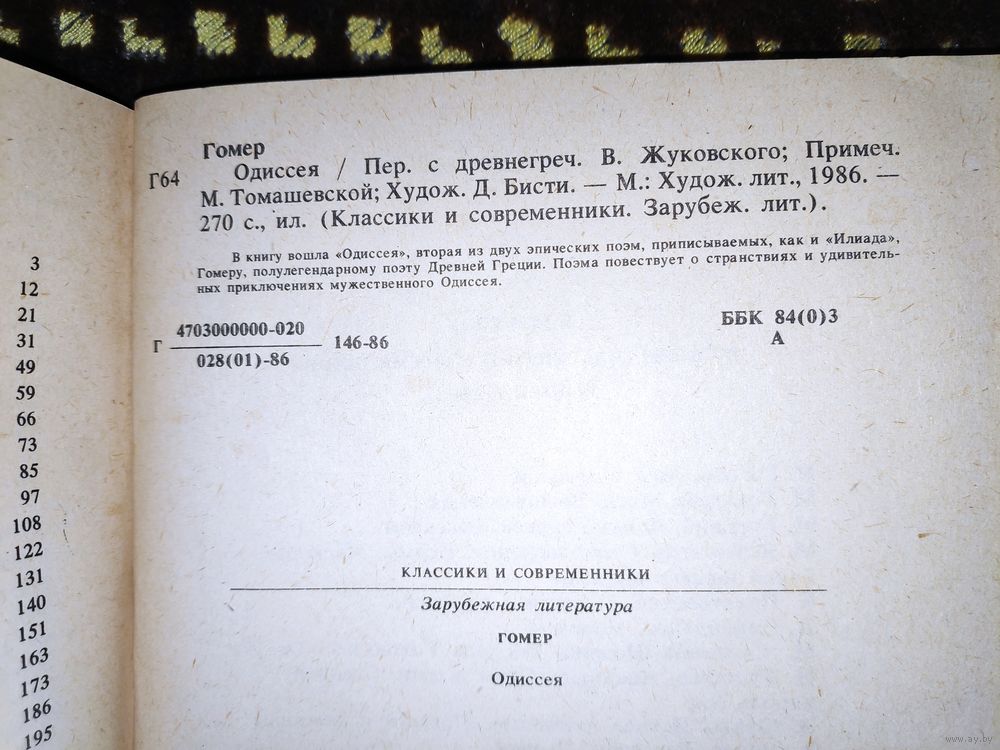 3
12
21
31
49
59
66
73
85
97
108
122
131
140
151
163
173
186
195
Гомер
Г64
Одиссея / Пер. с древнегреч. В. Жуковского; Примеч.
М. Томашевской; Худож. Д. Бисти. — М.: Худож. лит., 1986. —
270 с., ил. (Классики и современники. Зарубеж. лит.).
В книгу вошла «Одиссея», вторая из двух эпических поэм, приписываемых, как и «Илиада»,
Гомеру, полулегендарному поэту Древней Греции. Поэма повествует о странствиях и удивитель-
ных приключениях мужественного Одиссея.
Г 4703000000-020
028(01)-86
146-86
ББК 84(0)3
А
КЛАССИКИ И СОВРЕМЕННИКИ
Зарубежная литература
ГОМЕР
Одиссея
www.ay.by